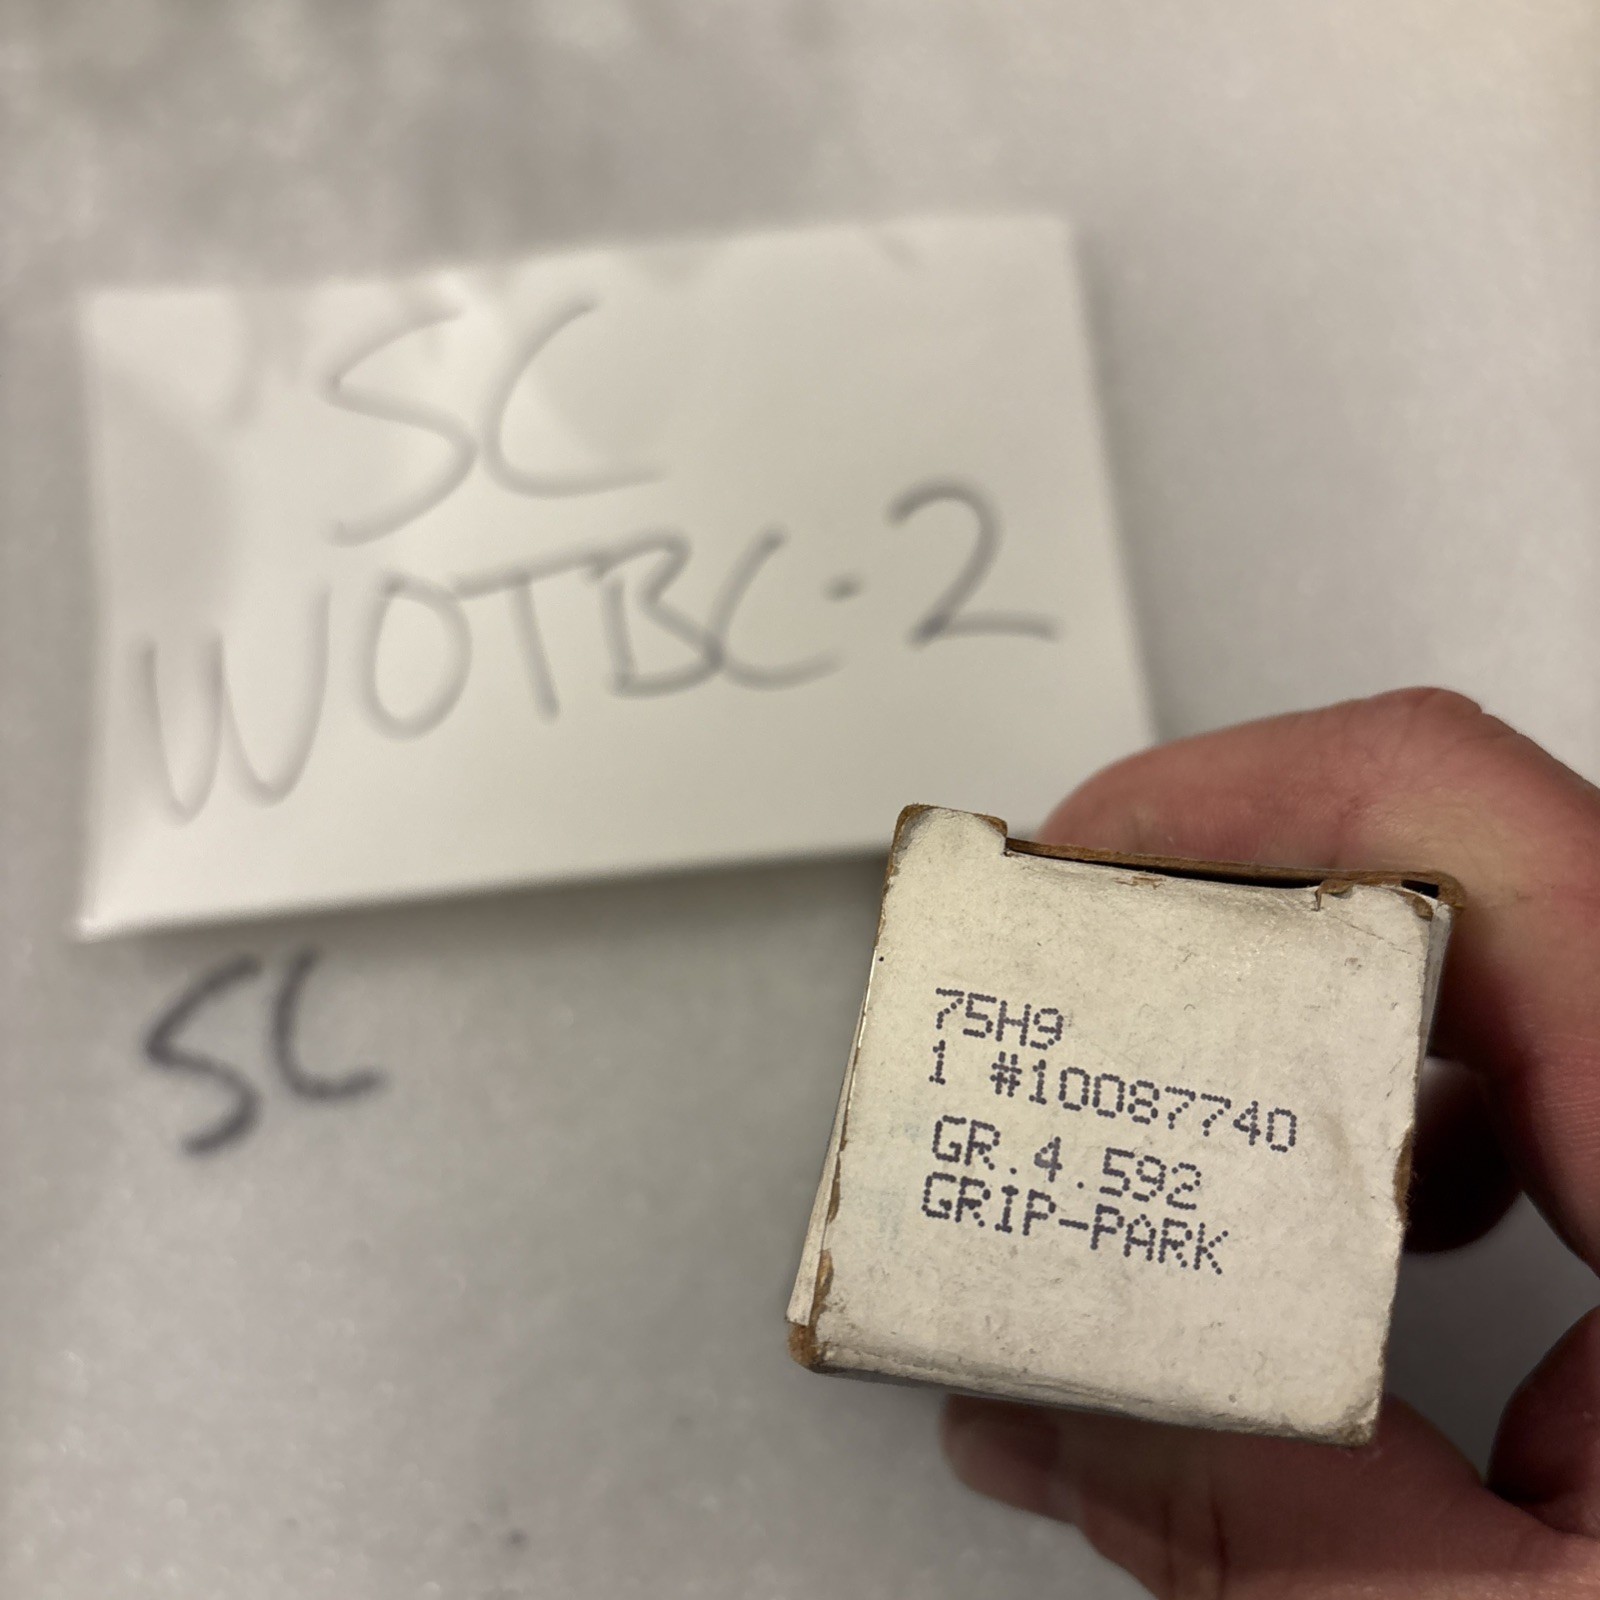 SC
WOTBC-2
SC
75H9
1 #10087740
GR.4.592
GRIP-PARK